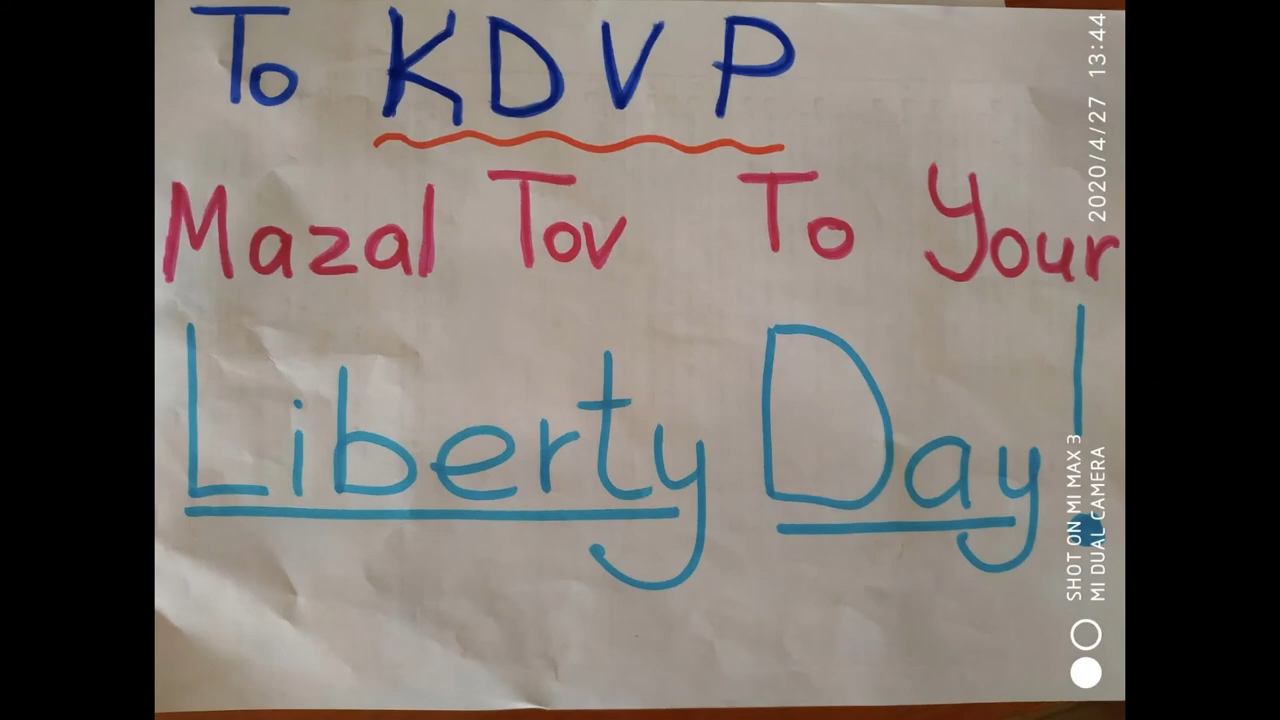 To KDVP
Mazal Tov To Your
Liberty Day!
2020/4/27 13:44
SHOT ON MI MAX 3
MI DUAL CAMERA